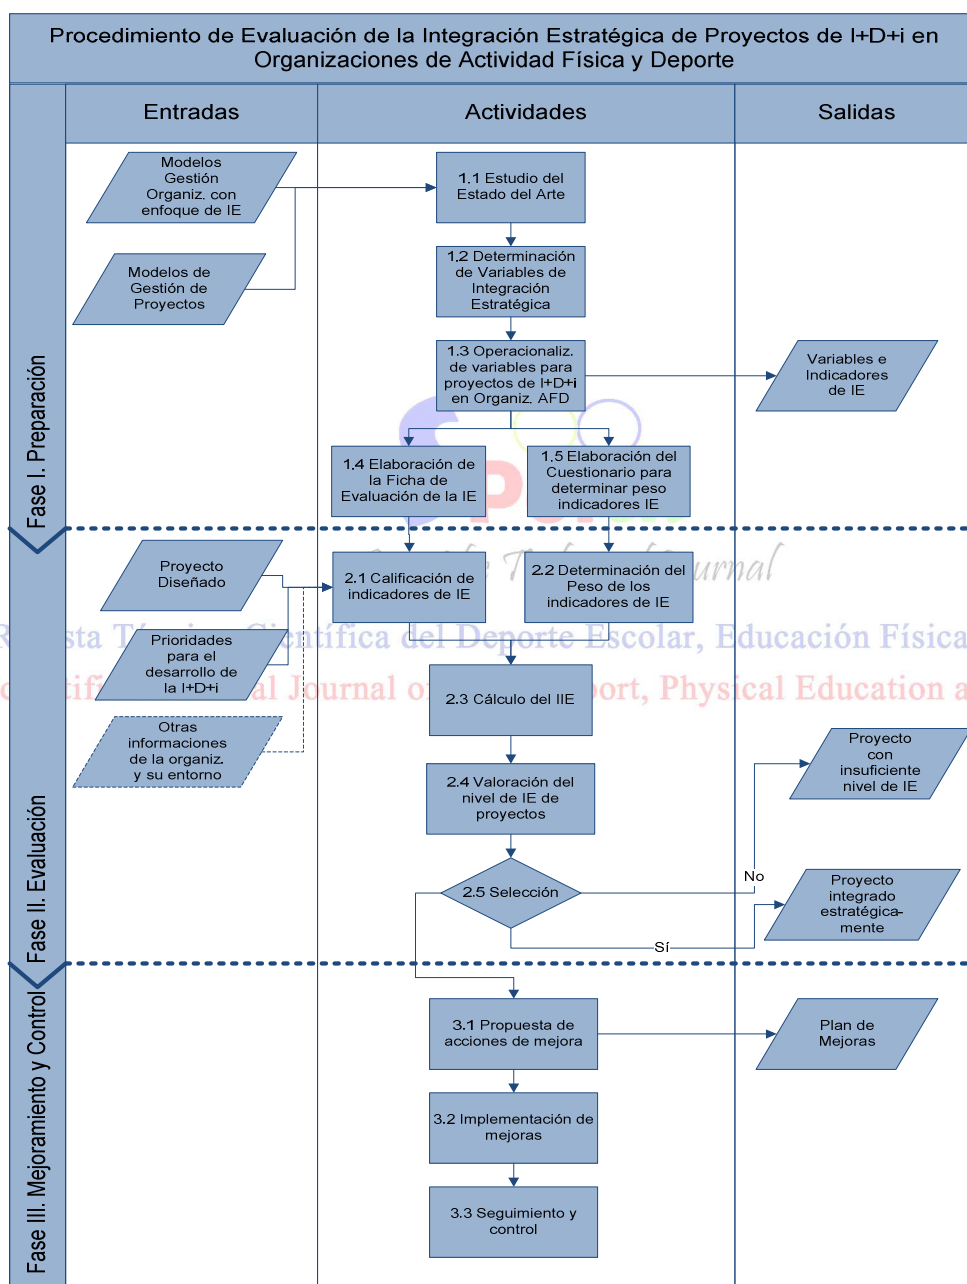 Procedimiento de Evaluación de la Integración Estratégica de Proyectos de I+D+i en
Organizaciones de Actividad Física y Deporte
Entradas
Actividades
Salidas
Fase I. Preparación
Modelos
Gestión
Organiz. con
enfoque de IE
1.1 Estudio del
Estado del Arte
Modelos de
Gestión de
Proyectos
1.2 Determinación
de Variables de
Integración
Estratégica
1.3 Operacionaliz.
de variables para
proyectos de I+D+i
en Organiz. AFD
Variables e
Indicadores
de IE
1.4 Elaboración de
la Ficha de
Evaluación de la IE
1.5 Elaboración del
Cuestionario para
determinar peso
indicadores IE
Fase II. Evaluación
Proyecto
Diseñado
2.1 Calificación de
indicadores de IE
2.2 Determinación del
Peso de los
indicadores de IE
Prioridades
para el
desarrollo de
la I+D+i
Científica del Deporte Escolar, Educación Física
Journal Physical Education
2.3 Cálculo del IIE
Otras
informaciones
de la organiz.
y su entorno
2.4 Valoración del
nivel de IE de
proyectos
Proyecto
con
insuficiente
nivel de IE
2.5 Selección
No
Sí
Proyecto
integrado
estratégica-
mente
Fase III. Mejoramiento y Control
3.1 Propuesta de
acciones de mejora
Plan de
Mejoras
3.2 Implementación de
mejoras
3.3 Seguimiento y
control